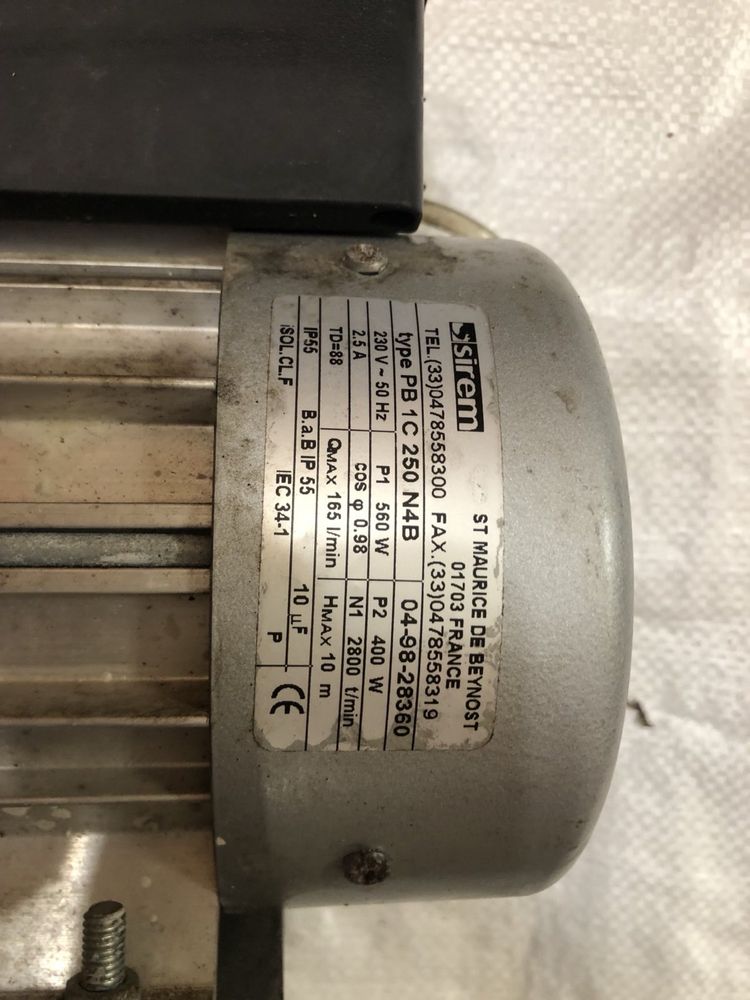 sirem
ST MAURICE DE BEYNOST
01703 FRANCE
TEL.(33)0478558300 FAX.(33)0478558319
type PB 1C 250 N4B 04-98-28360
230 V ~ 50 Hz P1 560 W P2 400 W
2.5 A cos φ 0.98 N1 2800 t/min
TD=88 QMAX 165 l/min HMAX 10 m
IP55 B.a.B IP 55 10 µF
ISOL.CL.F IEC 34-1 P CE